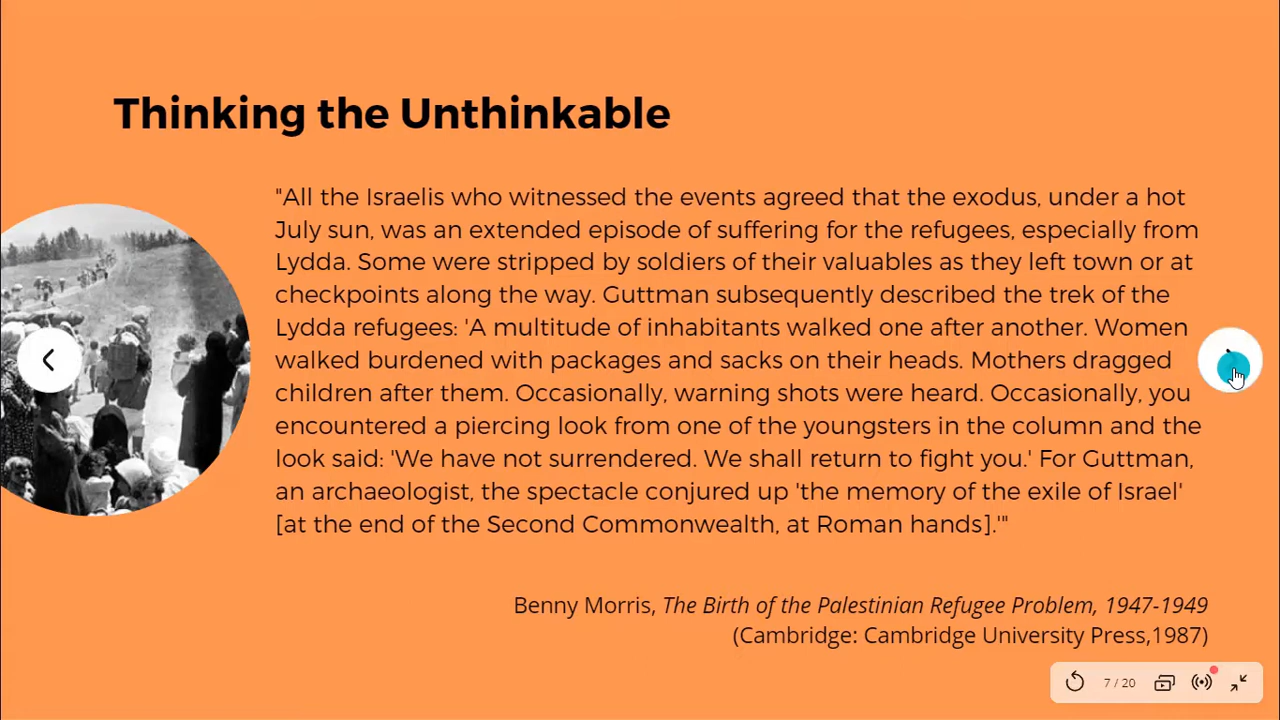 Thinking the Unthinkable
"All the Israelis who witnessed the events agreed that the exodus, under a hot
July sun, was an extended episode of suffering for the refugees, especially from
Lydda. Some were stripped by soldiers of their valuables as they left town or at
checkpoints along the way. Guttman subsequently described the trek of the
Lydda refugees: 'A multitude of inhabitants walked one after another. Women
walked burdened with packages and sacks on their heads. Mothers dragged
children after them. Occasionally, warning shots were heard. Occasionally, you
encountered a piercing look from one of the youngsters in the column and the
look said: 'We have not surrendered. We shall return to fight you.' For Guttman,
an archaeologist, the spectacle conjured up 'the memory of the exile of Israel'
[at the end of the Second Commonwealth, at Roman hands].'"
Benny Morris, The Birth of the Palestinian Refugee Problem, 1947-1949
(Cambridge: Cambridge University Press,1987)
7 / 20